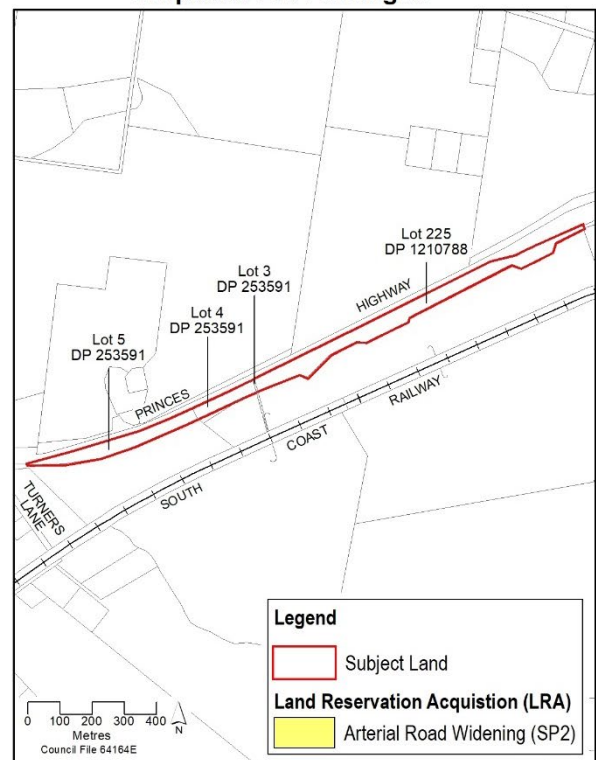 Lot 225
DP 1210788
Lot 3
DP 253591
HIGHWAY
Lot 4
DP 253591
Lot 5
DP 253591
PRINCES
RAILWAY
COAST
SOUTH
TURNERS
LANE
Legend
Subject Land
Land Reservation Acquistion (LRA)
Arterial Road Widening (SP2)
0 100 200 300 400
Metres
N
Council File 64164E